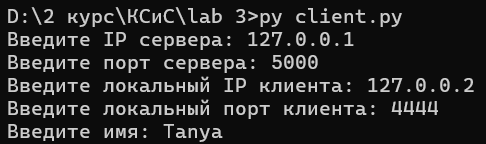 D:\2 курс\КСиС\lab 3>py client.py
Введите IP сервера: 127.0.0.1
Введите порт сервера: 5000
Введите локальный IP клиента: 127.0.0.2
Введите локальный порт клиента: 4444
Введите имя: Tanya